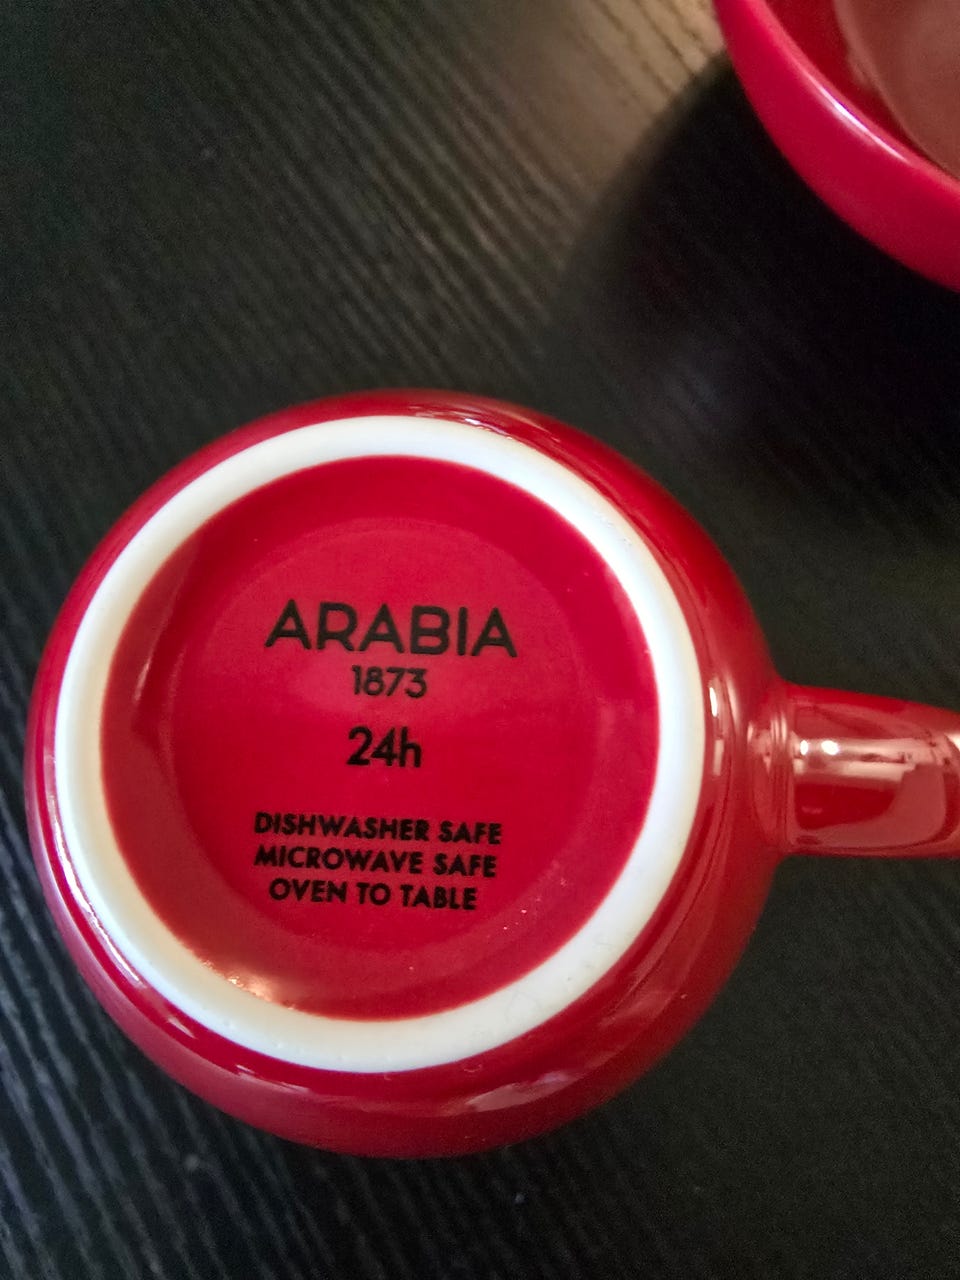 ARABIA
1873
24h
DISHWASHER SAFE
MICROWAVE SAFE
OVEN TO TABLE